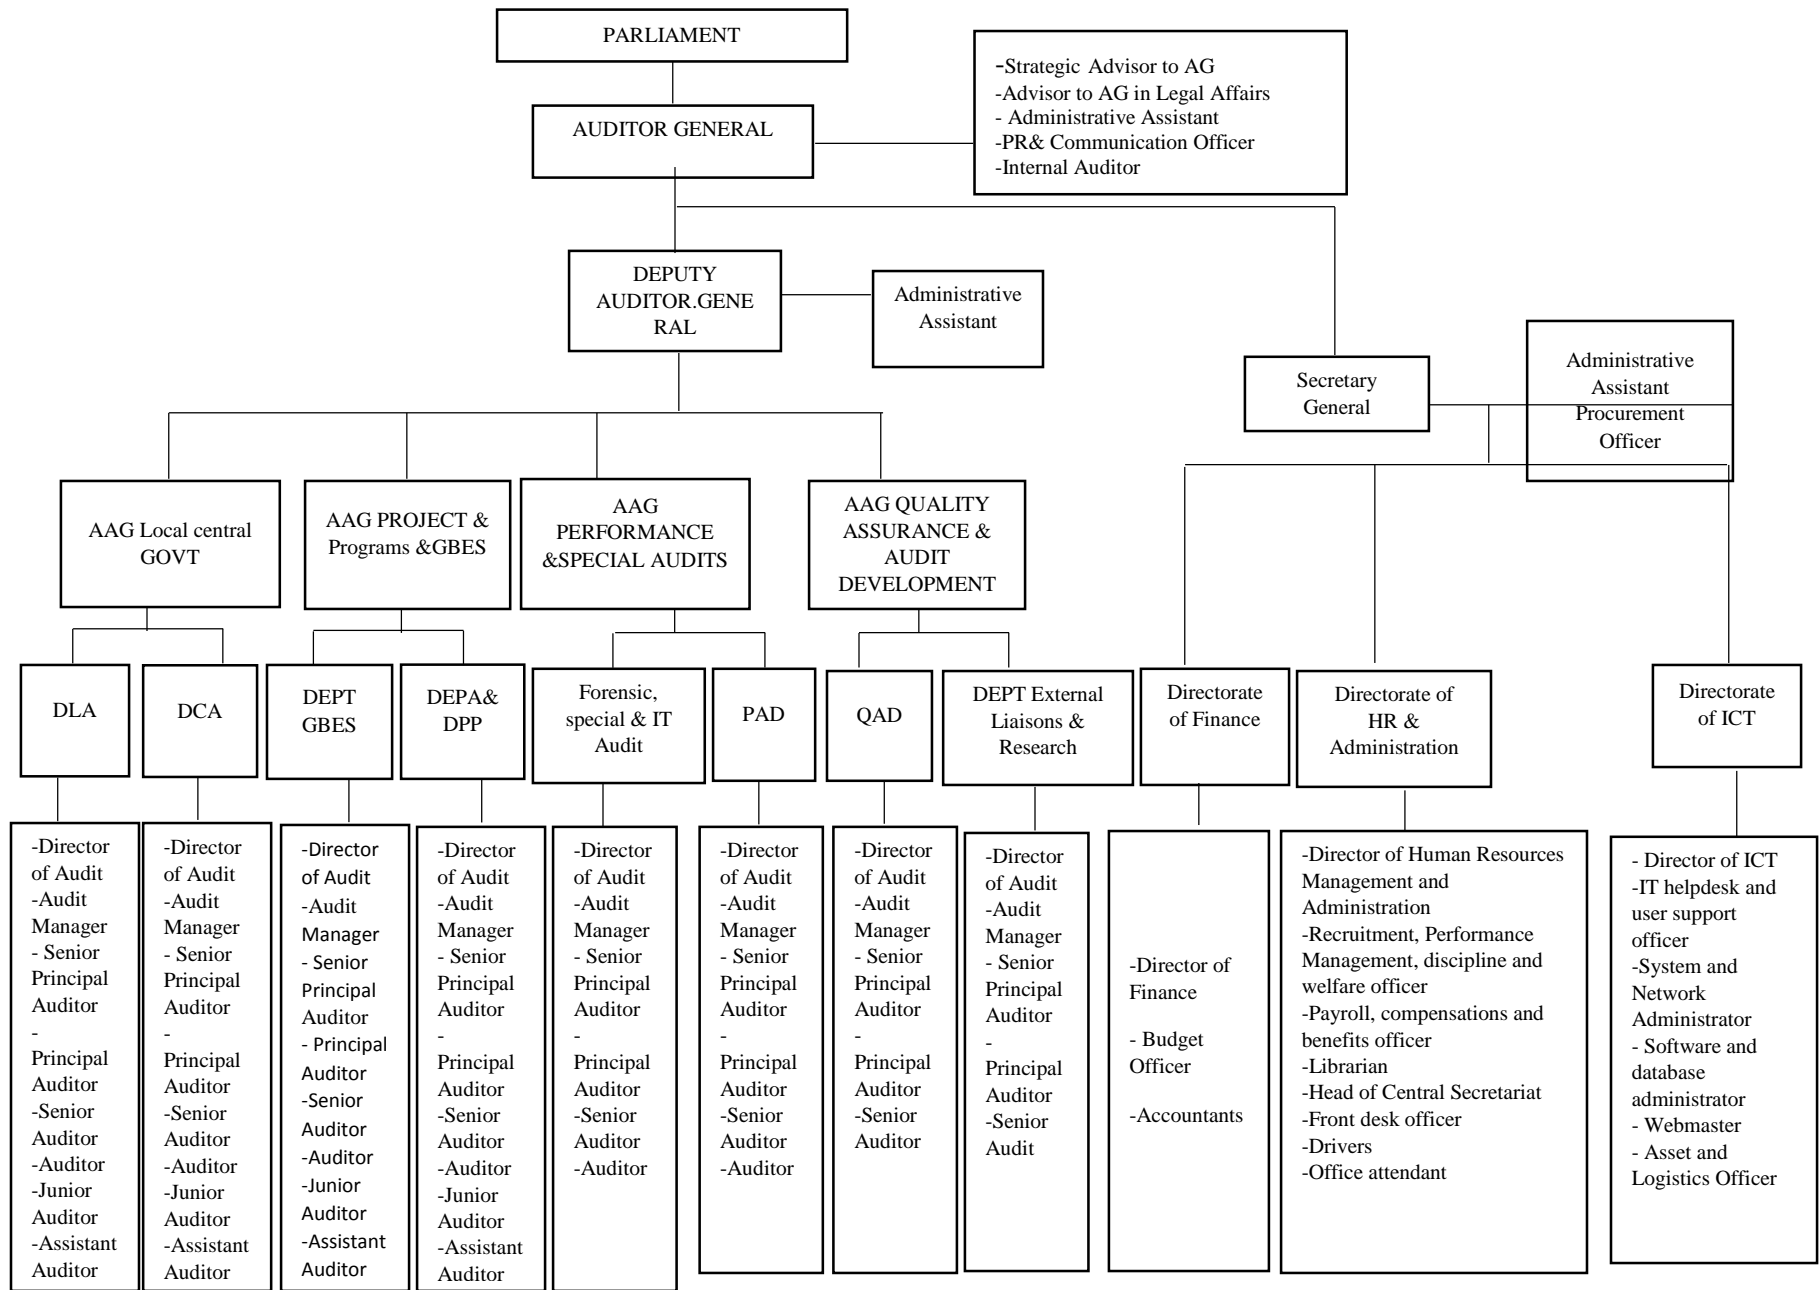 PARLIAMENT
-Strategic Advisor to AG
-Advisor to AG in Legal Affairs
- Administrative Assistant
-PR& Communication Officer
-Internal Auditor
AUDITOR GENERAL
DEPUTY
AUDITOR.GENE
RAL
Administrative
Assistant
Secretary
General
Administrative
Assistant
Procurement
Officer
AAG Local central
GOVT
AAG PROJECT &
Programs &GBES
AAG
PERFORMANCE
&SPECIAL AUDITS
AAG QUALITY
ASSURANCE &
AUDIT
DEVELOPMENT
DLA
DCA
DEPT
GBES
DEPA&
DPP
Forensic,
special & IT
Audit
PAD
QAD
DEPT External
Liaisons &
Research
Directorate
of Finance
Directorate of
HR &
Administration
Directorate
of ICT
-Director
of Audit
-Audit
Manager
- Senior
Principal
Auditor
-
Principal
Auditor
-Senior
Auditor
-Auditor
-Junior
Auditor
-Assistant
Auditor
-Director
of Audit
-Audit
Manager
- Senior
Principal
Auditor
-
Principal
Auditor
-Senior
Auditor
-Auditor
-Junior
Auditor
-Assistant
Auditor
-Director
of Audit
-Audit
Manager
- Senior
Principal
Auditor
- Principal
Auditor
-Senior
Auditor
-Auditor
-Junior
Auditor
-Assistant
Auditor
-Director
of Audit
-Audit
Manager
- Senior
Principal
Auditor
-
Principal
Auditor
-Senior
Auditor
-Auditor
-Junior
Auditor
-Assistant
Auditor
-Director
of Audit
-Audit
Manager
- Senior
Principal
Auditor
-
Principal
Auditor
-Senior
Auditor
-Auditor
-Director
of Audit
-Audit
Manager
- Senior
Principal
Auditor
-
Principal
Auditor
-Senior
Auditor
-Auditor
-Director
of Audit
-Audit
Manager
- Senior
Principal
Auditor
-
Principal
Auditor
-Senior
Auditor
-Director
of Audit
-Audit
Manager
- Senior
Principal
Auditor
-
Principal
Auditor
-Senior
Audit
-Director of
Finance
- Budget
Officer
-Accountants
-Director of Human Resources
Management and
Administration
-Recruitment, Performance
Management, discipline and
welfare officer
-Payroll, compensations and
benefits officer
-Librarian
-Head of Central Secretariat
-Front desk officer
-Drivers
-Office attendant
- Director of ICT
-IT helpdesk and
user support
officer
-System and
Network
Administrator
- Software and
database
administrator
- Webmaster
- Asset and
Logistics Officer